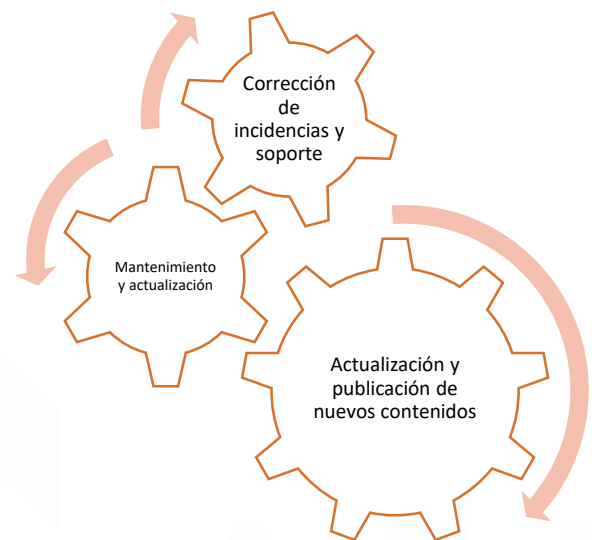 Corrección
de
incidencias y
soporte
Mantenimiento
y actualización
Actualización y
publicación de
nuevos contenidos